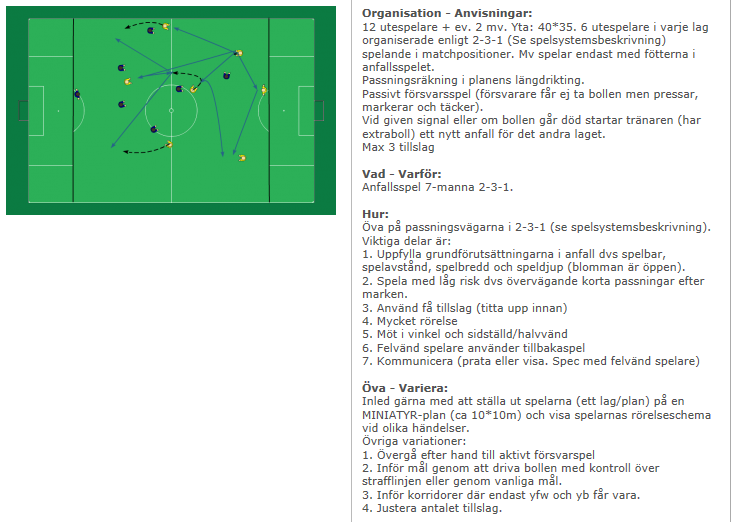 Organisation - Anvisningar:
12 utespelare + ev. 2 mv. Yta: 40*35. 6 utespelare i varje lag
organiserade enligt 2-3-1 (Se spelsystemsbeskrivning)
spelande i matchpositioner. Mv spelar endast med fötterna i
anfallsspelet.
Passningsräkning i planens längdrikting.
Passivt försvarsspel (försvarare får ej ta bollen men pressar,
markerar och täcker).
Vid given signal eller om bollen går död startar tränaren (har
extraboll) ett nytt anfall för det andra laget.
Max 3 tillslag
Vad - Varför:
Anfallsspel 7-manna 2-3-1.
Hur:
Öva på passningsvägarna i 2-3-1 (se spelsystemsbeskrivning).
Viktiga delar är:
1. Uppfylla grundförutsättningarna i anfall dvs spelbar,
spelavstånd, spelbredd och speldjup (blomman är öppen).
2. Spela med låg risk dvs övervägande korta passningar efter
marken.
3. Använd få tillslag (titta upp innan)
4. Mycket rörelse
5. Möt i vinkel och sidställd/halvvänd
6. Felvänd spelare använder tillbakaspel
7. Kommunicera (prata eller visa. Spec med felvänd spelare)
Öva - Variera:
Inled gärna med att ställa ut spelarna (ett lag/plan) på en
MINIATYR-plan (ca 10*10m) och visa spelarnas rörelseschema
vid olika händelser.
Övriga variationer:
1. Övergå efter hand till aktivt försvarspel
2. Inför mål genom att driva bollen med kontroll över
strafflinjen eller genom vanliga mål.
3. Inför korridorer där endast yfw och yb får vara.
4. Justera antalet tillslag.